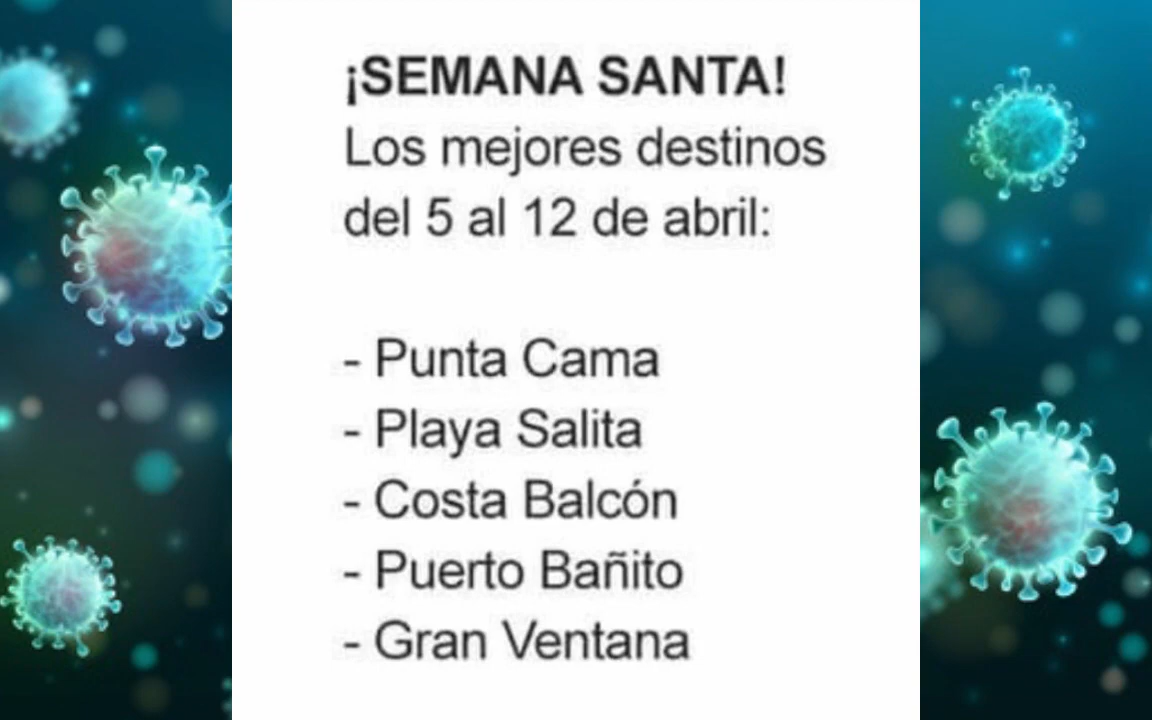 ¡SEMANA SANTA!
Los mejores destinos
del 5 al 12 de abril:
- Punta Cama
- Playa Salita
- Costa Balcón
- Puerto Bañito
- Gran Ventana